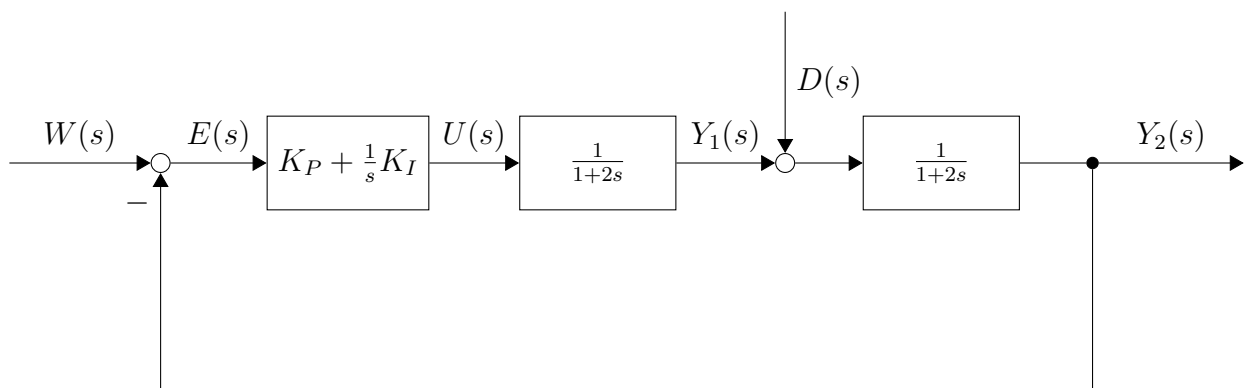 D(s)
W(s)
E(s)
K_P + \frac{1}{s}K_I
U(s)
\frac{1}{1+2s}
Y_1(s)
\frac{1}{1+2s}
Y_2(s)
−